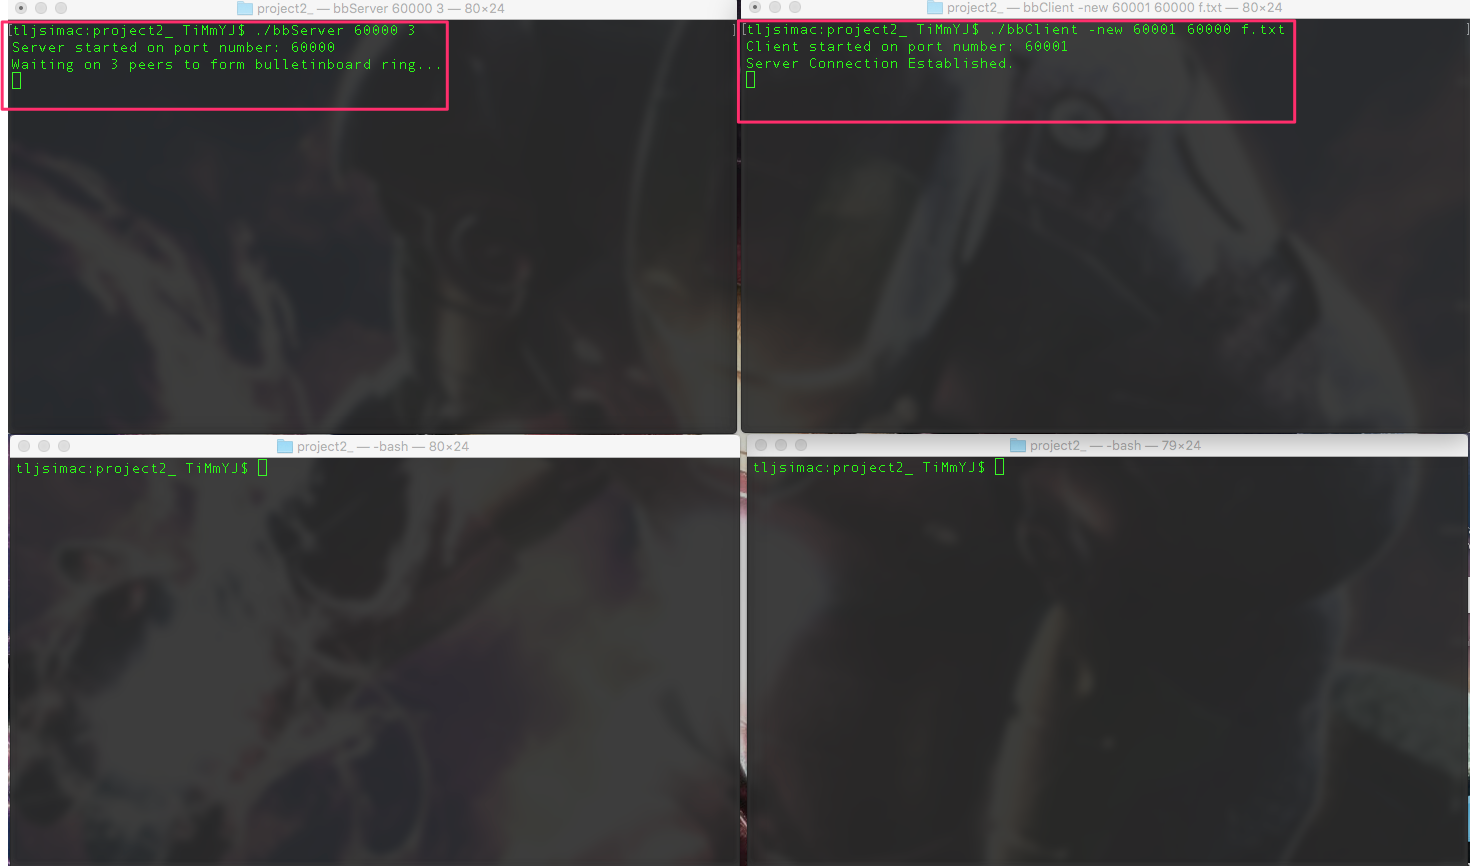 project2_ — bbServer 60000 3 — 80×24
[tljsimac:project2_ TiMmYJ$ ./bbServer 60000 3 ]
Server started on port number: 60000
Waiting on 3 peers to form bulletinboard ring...
project2_ — bbClient -new 60001 60000 f.txt — 80×24
[tljsimac:project2_ TiMmYJ$ ./bbClient -new 60001 60000 f.txt ]
Client started on port number: 60001
Server Connection Established.
project2_ — -bash — 80×24
tljsimac:project2_ TiMmYJ$
project2_ — -bash — 79×24
tljsimac:project2_ TiMmYJ$